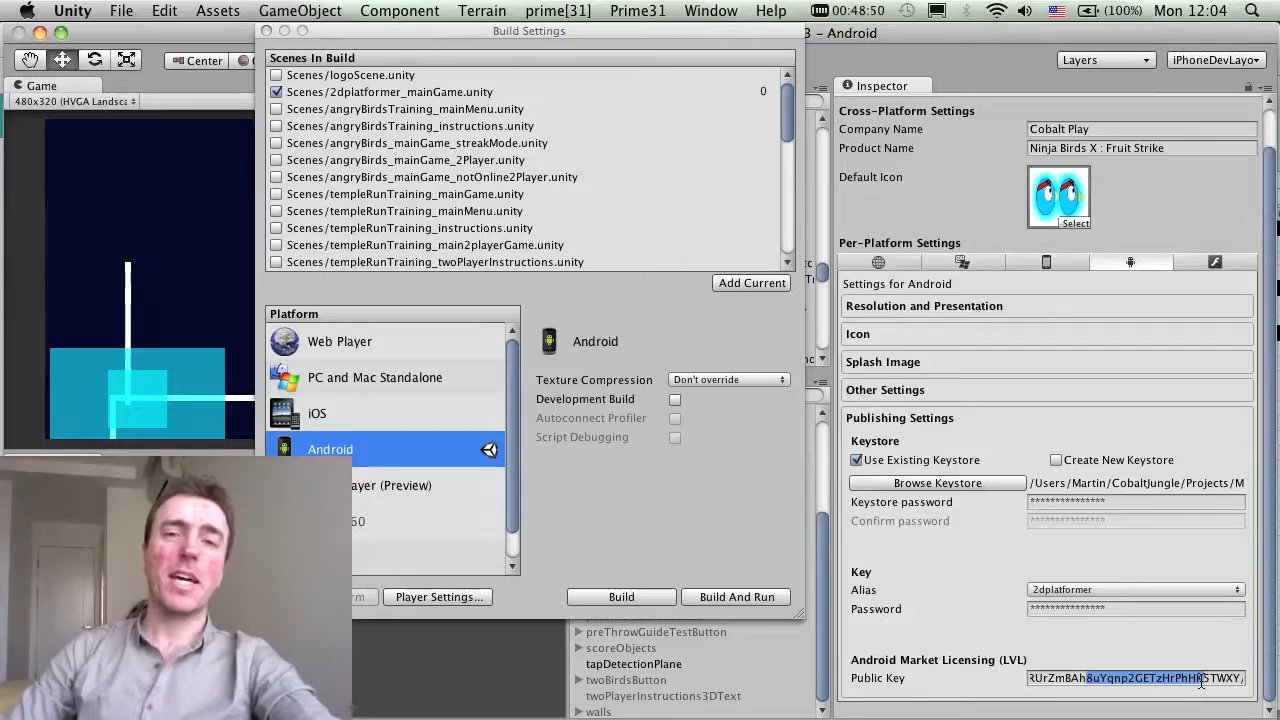 Unity File Edit Assets GameObject Component Terrain prime[31] Prime31 Window Help 00:48:50 (100%) Mon 12:04
Build Settings
3 - Android
Center
Layers
iPhoneDevLayo
Game
480x320 (HVGA Landsca
Scenes In Build
Scenes/logoScene.unity
Scenes/2dplatformer_mainGame.unity 0
Scenes/angryBirdsTraining_mainMenu.unity
Scenes/angryBirdsTraining_instructions.unity
Scenes/angryBirds_mainGame_streakMode.unity
Scenes/angryBirds_mainGame_2Player.unity
Scenes/angryBirds_mainGame_notOnline2Player.unity
Scenes/templeRunTraining_mainGame.unity
Scenes/templeRunTraining_mainMenu.unity
Scenes/templeRunTraining_instructions.unity
Scenes/templeRunTraining_main2playerGame.unity
Scenes/templeRunTraining_twoPlayerInstructions.unity
Add Current
Platform
Web Player
PC and Mac Standalone
iOS
Android
ayer (Preview)
60
Android
Texture Compression Don't override
Development Build
Autoconnect Profiler
Script Debugging
rm
Player Settings...
Build
Build And Run
preThrowGuideTestButton
scoreObjects
tapDetectionPlane
twoBirdsButton
twoPlayerInstructions3DText
walls
Inspector
Cross-Platform Settings
Company Name Cobalt Play
Product Name Ninja Birds X : Fruit Strike
Default Icon
Select
Per-Platform Settings
Settings for Android
Resolution and Presentation
Icon
Splash Image
Other Settings
Publishing Settings
Keystore
Use Existing Keystore Create New Keystore
Browse Keystore /Users/Martin/CobaltJungle/Projects/M
Keystore password ***************
Confirm password ***************
Key
Alias 2dplatformer
Password ***************
Android Market Licensing (LVL)
Public Key